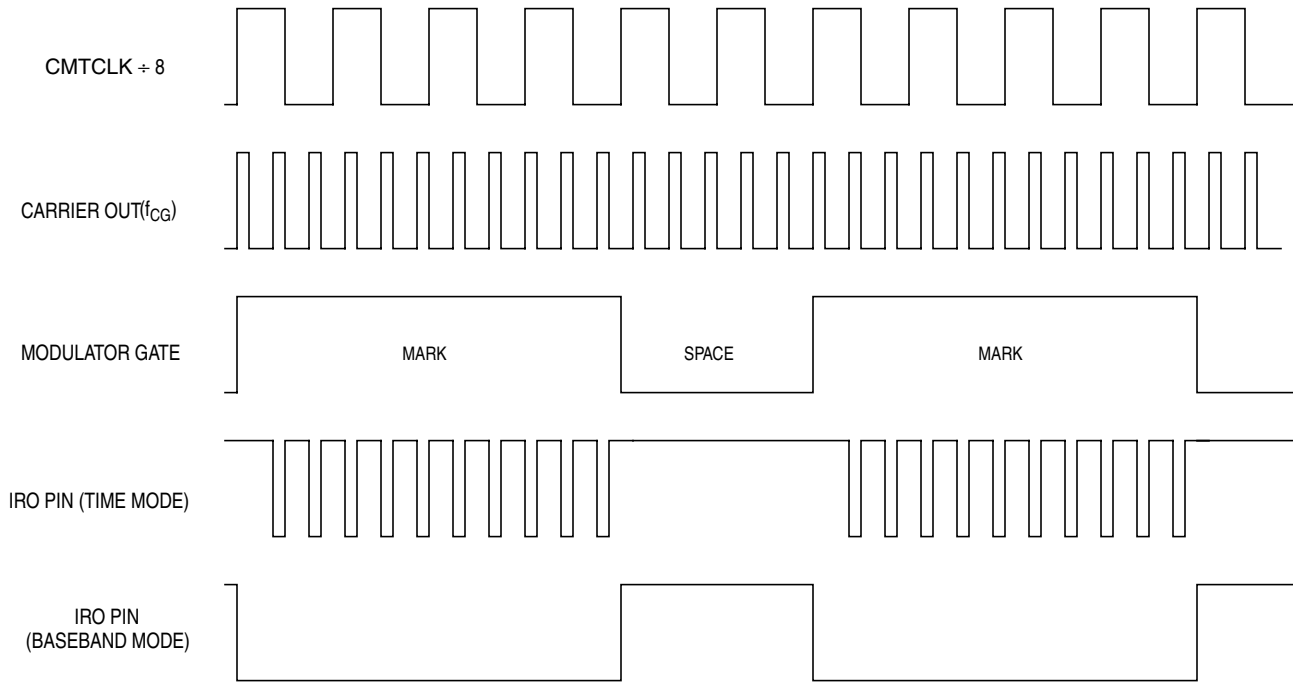 CMTCLK ÷ 8
CARRIER OUT(fCG)
MODULATOR GATE
MARK
SPACE
MARK
IRO PIN (TIME MODE)
IRO PIN
(BASEBAND MODE)